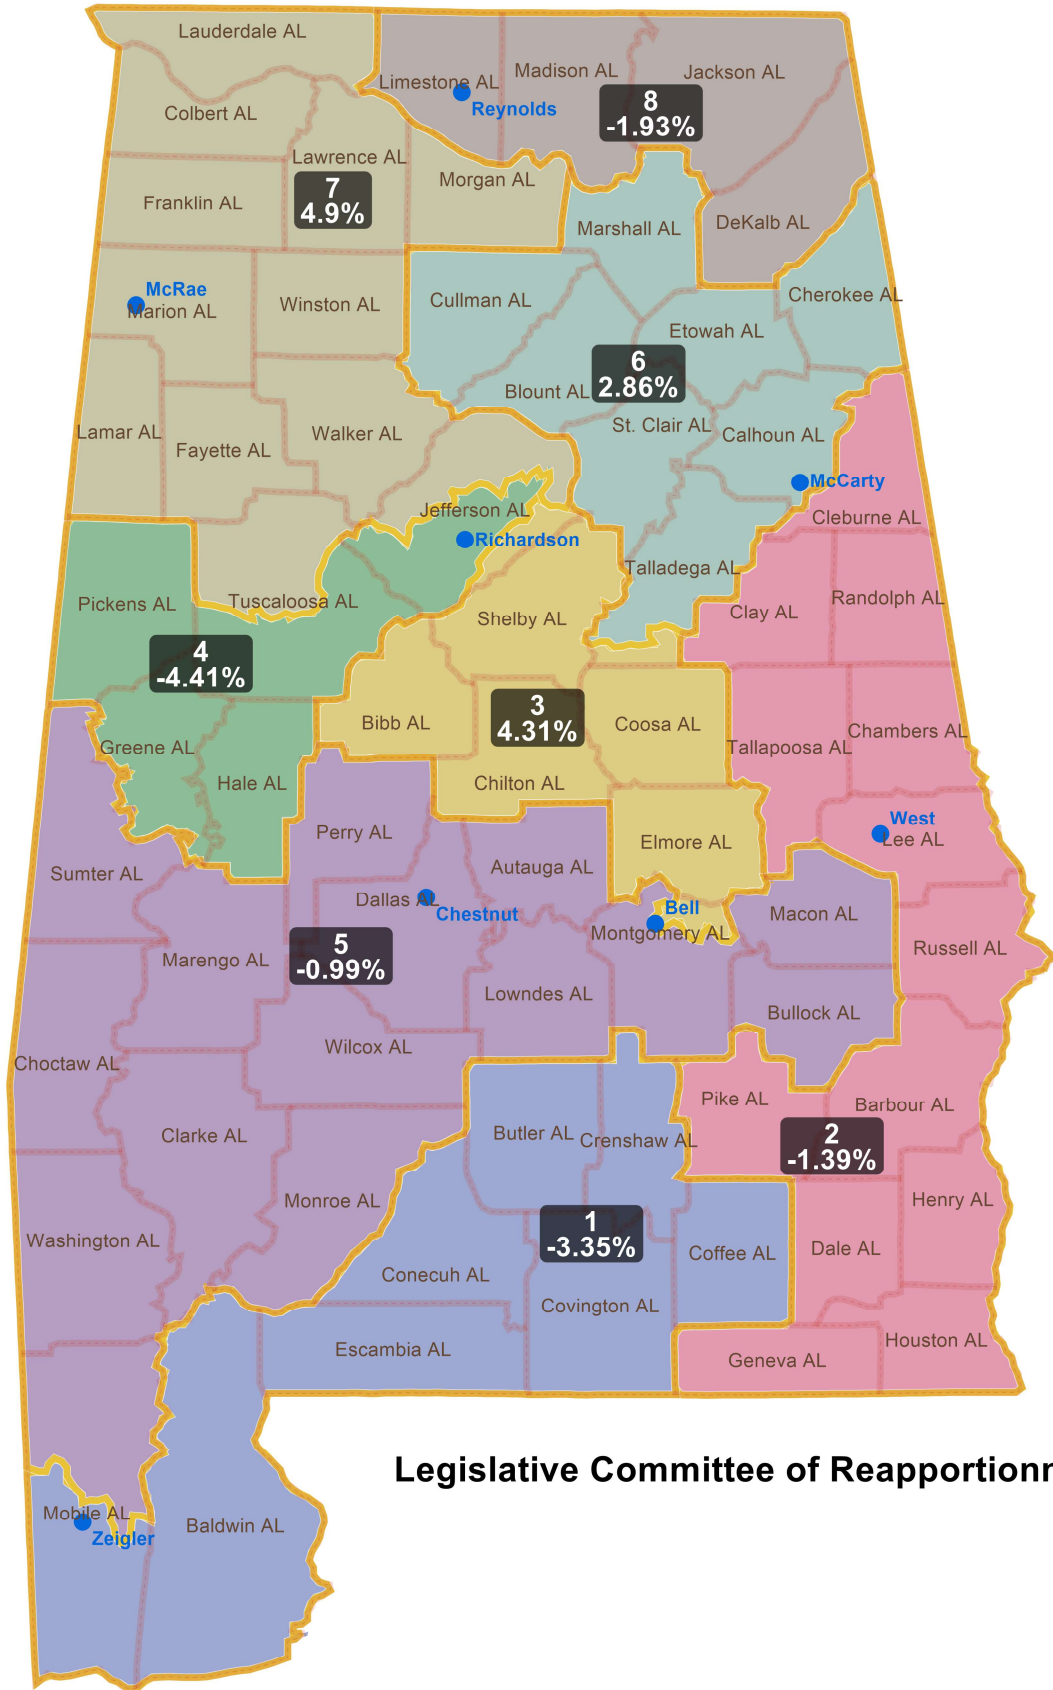 Lauderdale AL
Limestone AL
Madison AL
Jackson AL
Reynolds
8
-1.93%
Colbert AL
Lawrence AL
Morgan AL
7
4.9%
Franklin AL
Marshall AL
DeKalb AL
McRae
Marion AL
Winston AL
Cullman AL
Cherokee AL
Etowah AL
6
2.86%
Blount AL
St. Clair AL
Calhoun AL
Lamar AL
Fayette AL
Walker AL
McCarty
Jefferson AL
Richardson
Cleburne AL
Talladega AL
Pickens AL
Tuscaloosa AL
Shelby AL
Clay AL
Randolph AL
4
-4.41%
Bibb AL
3
4.31%
Coosa AL
Tallapoosa AL
Chambers AL
Greene AL
Hale AL
Chilton AL
Perry AL
Elmore AL
West
Lee AL
Sumter AL
Autauga AL
Dallas AL
Chestnut
Bell
Montgomery AL
Macon AL
Marengo AL
5
-0.99%
Russell AL
Lowndes AL
Bullock AL
Choctaw AL
Wilcox AL
Pike AL
Barbour AL
Clarke AL
Butler AL
Crenshaw AL
2
-1.39%
Monroe AL
Henry AL
Washington AL
1
-3.35%
Coffee AL
Dale AL
Conecuh AL
Covington AL
Escambia AL
Geneva AL
Houston AL
Legislative Committee of Reapportionr
Mobile AL
Zeigler
Baldwin AL